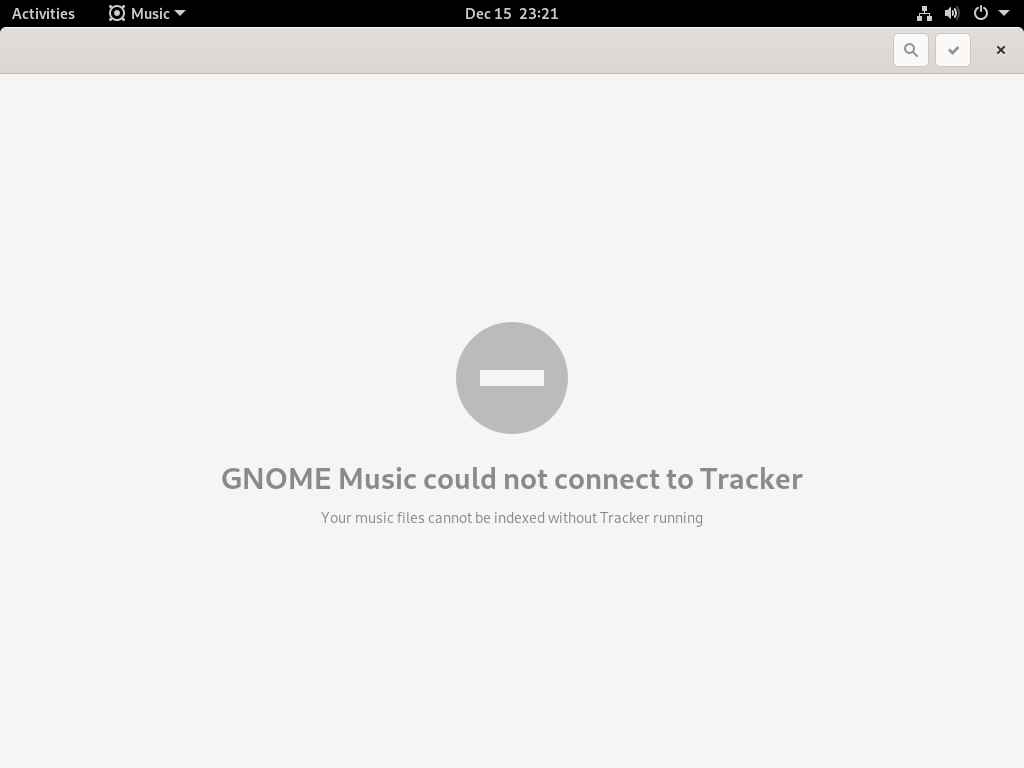 Activities Music Dec 15 23:21
GNOME Music could not connect to Tracker
Your music files cannot be indexed without Tracker running